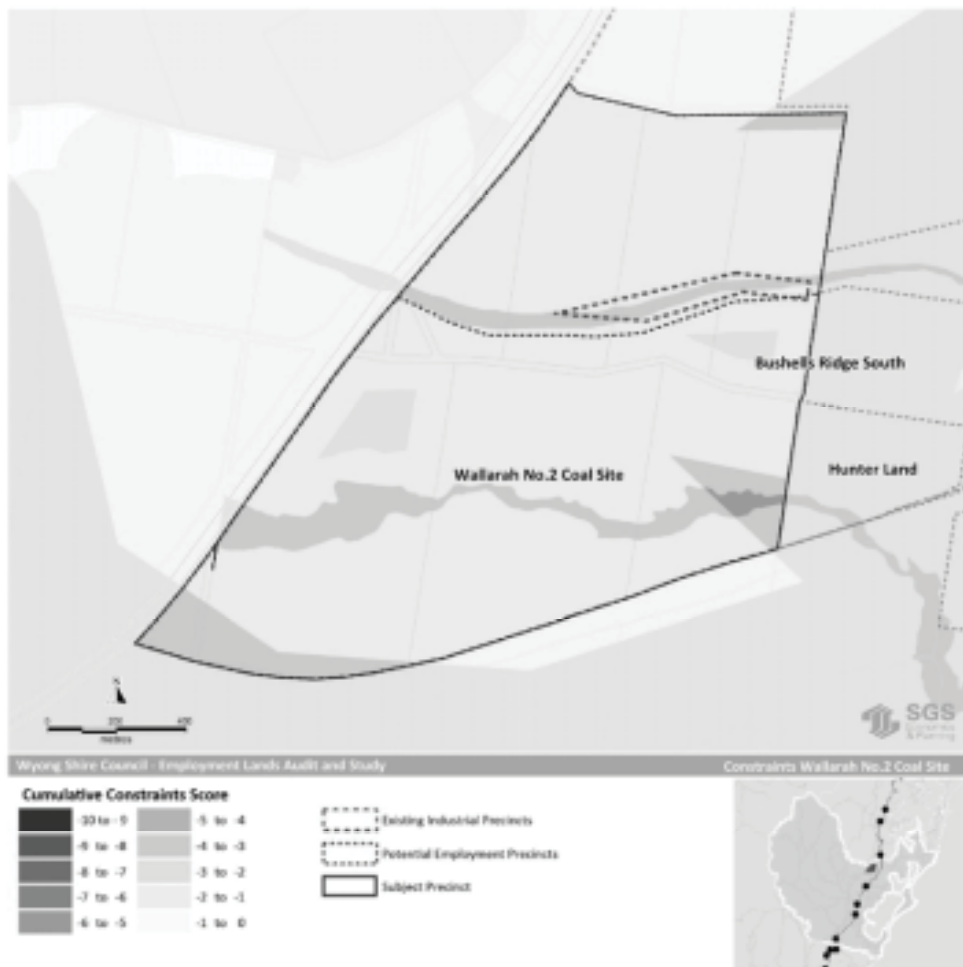 Bushells Ridge South
Hunter Land
Wallarah No.2 Coal Site
N
0 200 400
metres
SGS
Economics
& Planning
Wyong Shire Council - Employment Lands Audit and Study
Constraints Wallarah No.2 Coal Site
Cumulative Constraints Score
-10 to - 9
-9 to -8
-8 to -7
-7 to -6
-6 to -5
-5 to -4
-4 to -3
-3 to -2
-2 to -1
-1 to 0
Existing Industrial Precincts
Potential Employment Precincts
Subject Precinct